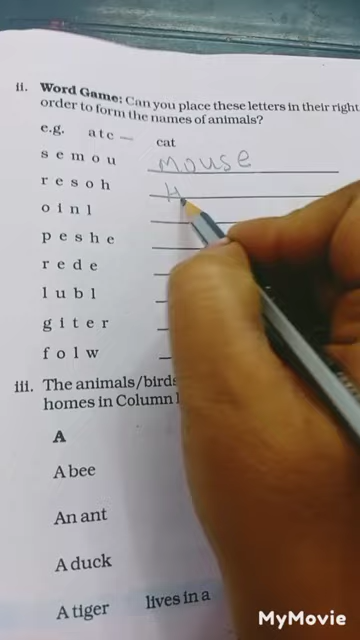 ii. Word Game: Can you place these letters in their right
order to form the names of animals?
e.g. a t c — cat
s e m o u mouse
r e s o h H
o i n l
p e s h e
r e d e
l u b l
g i t e r
f o l w
iii. The animals/birds
homes in Column
A
A bee
An ant
A duck
A tiger lives in a
MyMovie